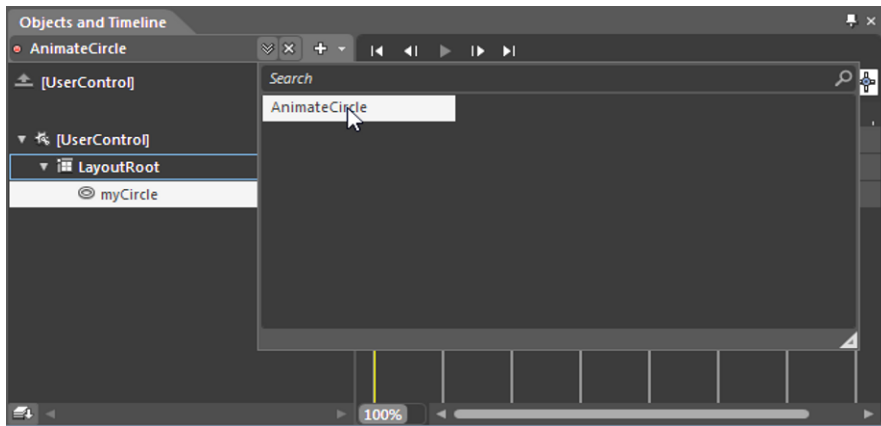 Objects and Timeline
AnimateCircle
[UserControl]
Search
AnimateCircle
[UserControl]
LayoutRoot
myCircle
100%